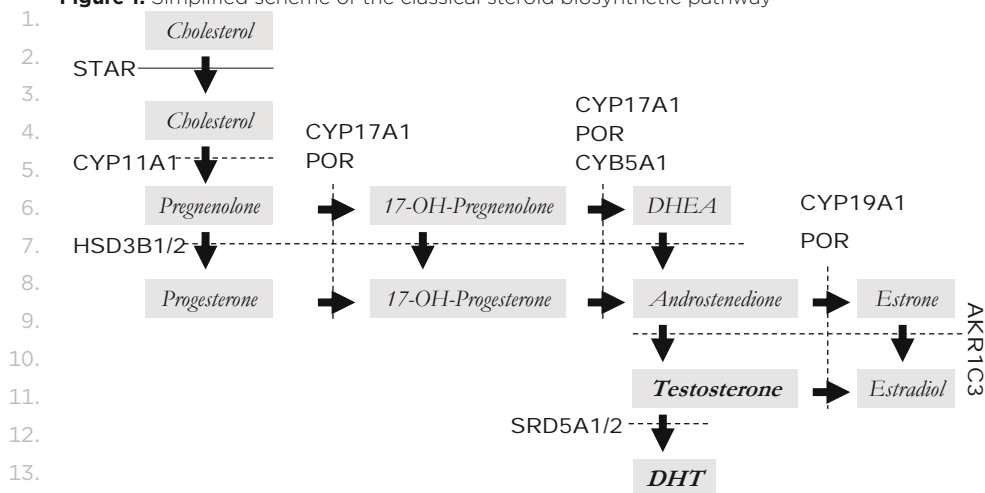 Figure 1. Simplified scheme of the classical steroid biosynthetic pathway
1.
Cholesterol
2.
STAR
3.
CYP17A1
Cholesterol
4.
CYP17A1
POR
POR
CYP11A1
5.
CYB5A1
6.
Pregnenolone
17-OH-Pregnenolone
DHEA
CYP19A1
7.
HSD3B1/2
POR
8.
Progesterone
17-OH-Progesterone
Androstenedione
Estrone
9.
AKR1C3
10.
11.
Testosterone
Estradiol
12.
SRD5A1/2
13.
DHT